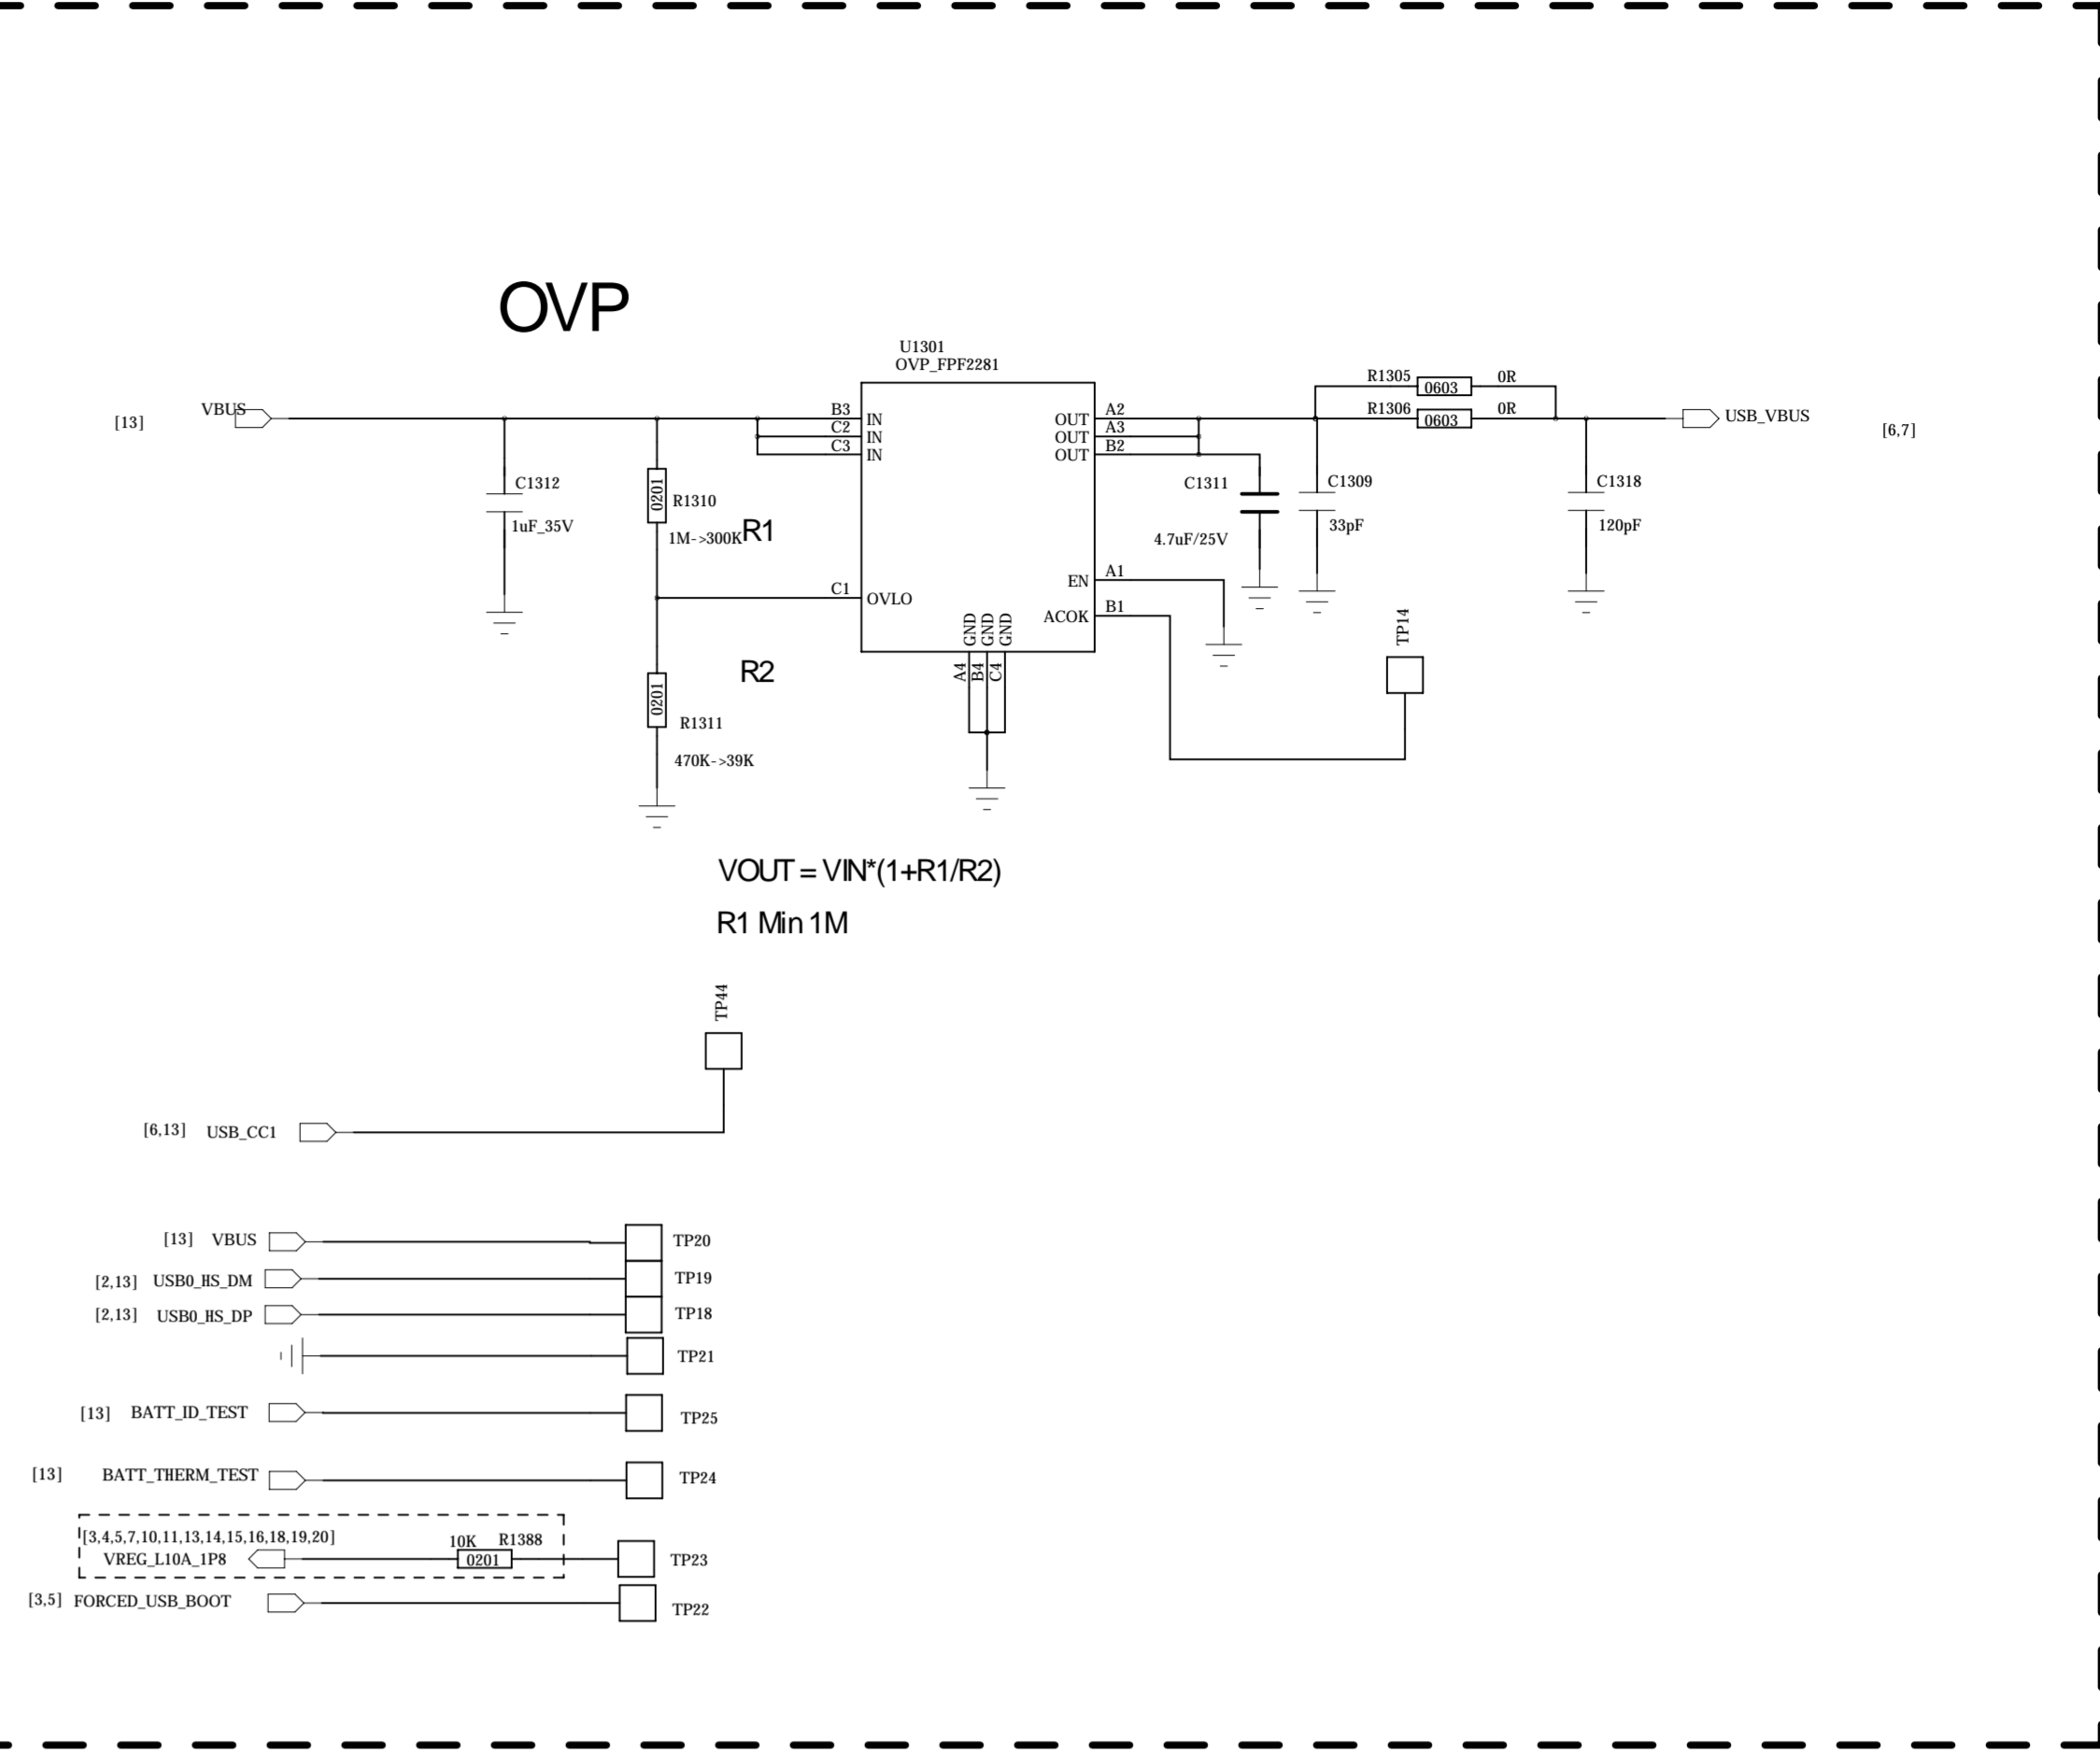 OVP
U1301
OVP_FPF2281
R1305 0603 0R
[13] VBUS B3 IN OUT A2 R1306 0603 0R USB_VBUS [6,7]
C2 IN OUT A3
C3 IN OUT B2
C1312 0201 R1310 C1311 C1309 C1318
1uF_35V 1M->300K R1 4.7uF/25V 33pF 120pF
EN A1
C1 OVLO
ACOK B1
GND GND GND
A4 B4 C4
TP14
R2
0201 R1311
470K->39K
VOUT = VIN*(1+R1/R2)
R1 Min 1M
TP44
[6,13] USB_CC1
[13] VBUS TP20
[2,13] USB0_HS_DM TP19
[2,13] USB0_HS_DP TP18
TP21
[13] BATT_ID_TEST TP25
[13] BATT_THERM_TEST TP24
[3,4,5,7,10,11,13,14,15,16,18,19,20] 10K R1388
VREG_L10A_1P8 0201 TP23
[3,5] FORCED_USB_BOOT TP22